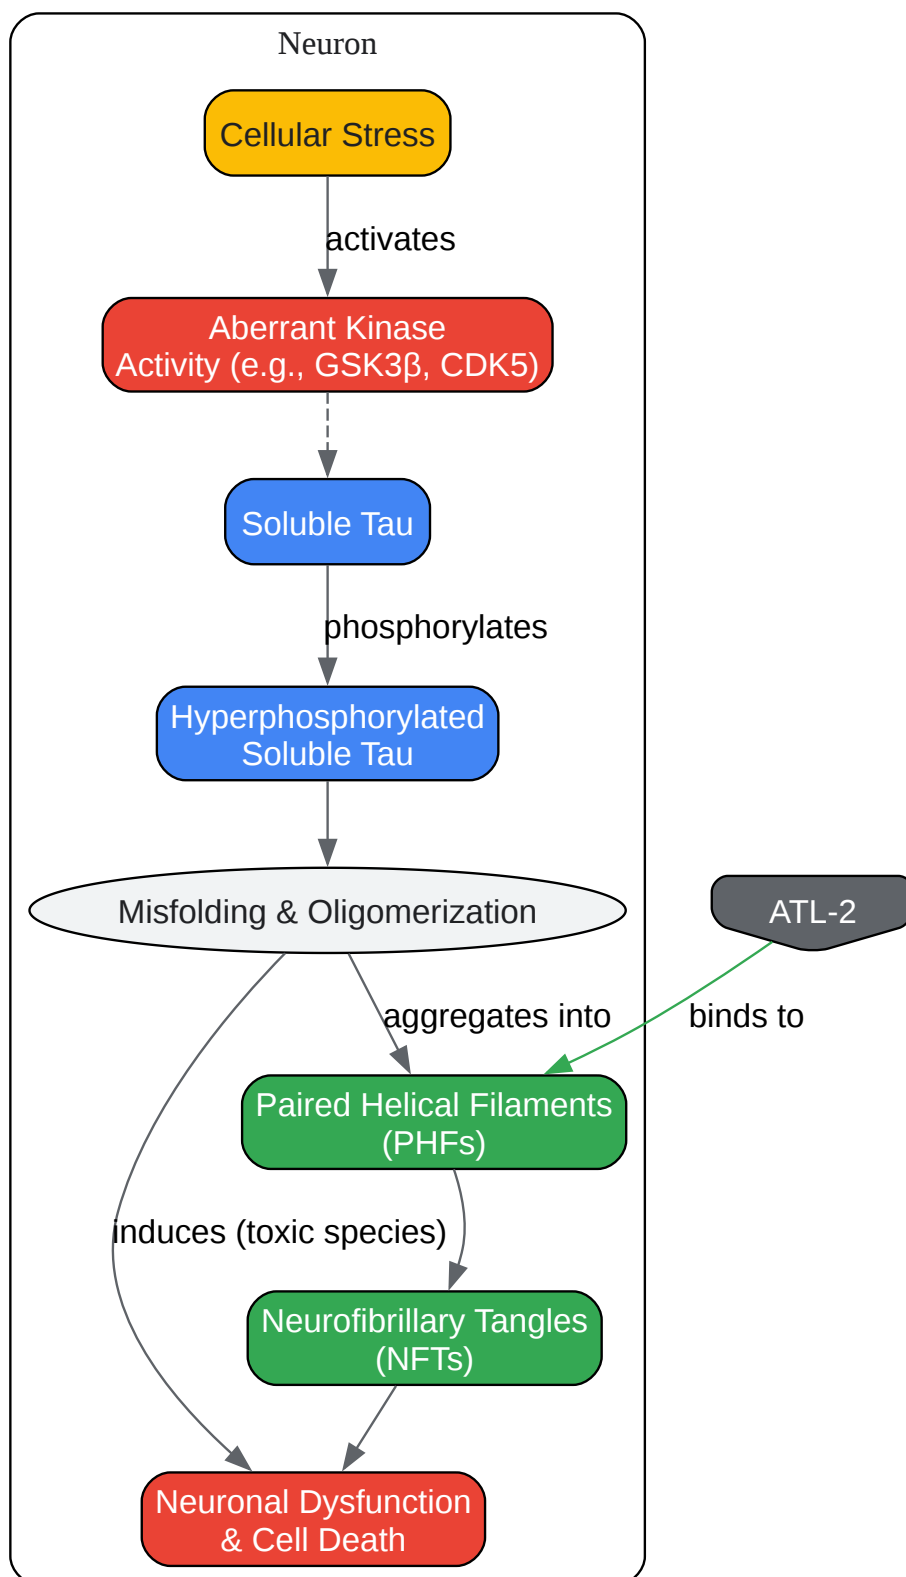 Neuron
Cellular Stress
activates
Aberrant Kinase
Activity (e.g., GSK3β, CDK5)
Soluble Tau
phosphorylates
Hyperphosphorylated
Soluble Tau
Misfolding & Oligomerization
ATL-2
aggregates into
binds to
Paired Helical Filaments
(PHFs)
induces (toxic species)
Neurofibrillary Tangles
(NFTs)
Neuronal Dysfunction
& Cell Death